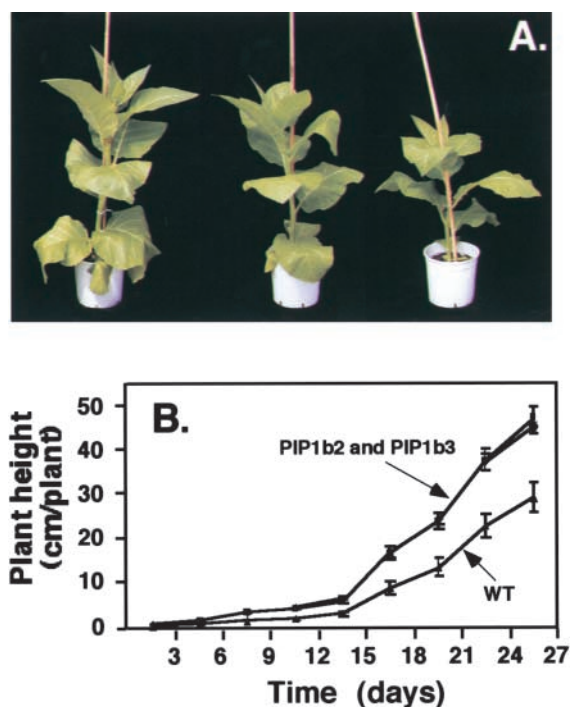 A.
B.
Plant height
(cm/plant)
50
40
30
20
10
0
PIP1b2 and PIP1b3
WT
3 6 9 12 15 18 21 24 27
Time (days)